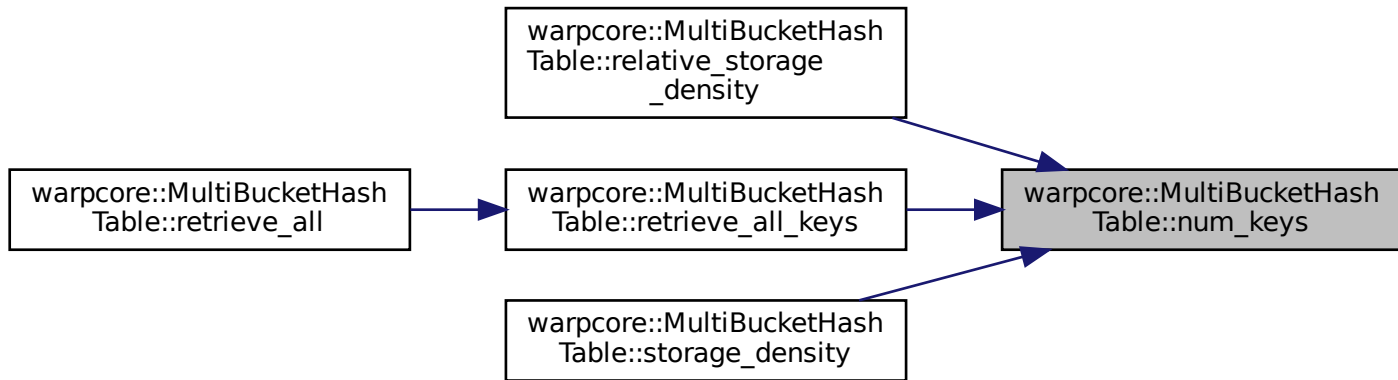 warpcore::MultiBucketHash
Table::relative_storage
_density
warpcore::MultiBucketHash
Table::retrieve_all
warpcore::MultiBucketHash
Table::retrieve_all_keys
warpcore::MultiBucketHash
Table::num_keys
warpcore::MultiBucketHash
Table::storage_density